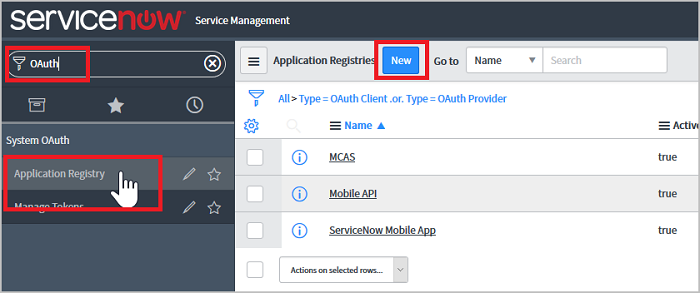 servicenow Service Management
OAuth
Application Registries New Go to Name Search
All > Type = OAuth Client .or. Type = OAuth Provider
System OAuth
Name Active
Application Registry
MCAS true
Manage Tokens
Mobile API true
ServiceNow Mobile App true
Actions on selected rows...